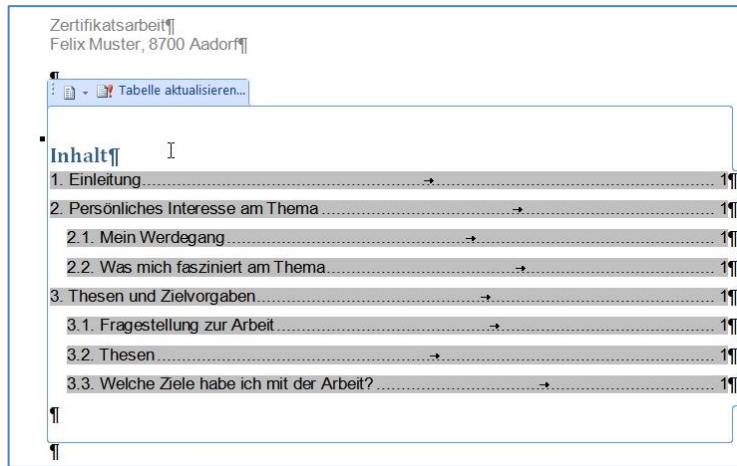 Zertifikatsarbeit¶
Felix Muster, 8700 Aadorf¶
¶
Tabelle aktualisieren...
Inhalt¶
1. Einleitung → 1¶
2. Persönliches Interesse am Thema → 1¶
2.1. Mein Werdegang → 1¶
2.2. Was mich fasziniert am Thema → 1¶
3. Thesen und Zielvorgaben → 1¶
3.1. Fragestellung zur Arbeit → 1¶
3.2. Thesen → 1¶
3.3. Welche Ziele habe ich mit der Arbeit? → 1¶
¶
¶